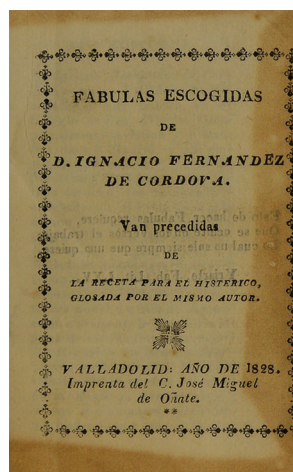 FABULAS ESCOGIDAS
DE
D. IGNACIO FERNANDEZ
DE CORDOVA.
Van precedidas
DE
LA RECETA PARA EL HISTERICO,
GLOSADA POR EL MISMO AUTOR.
VALLADOLID: AÑO DE 1828.
Imprenta del C. José Miguel
de Oñate.